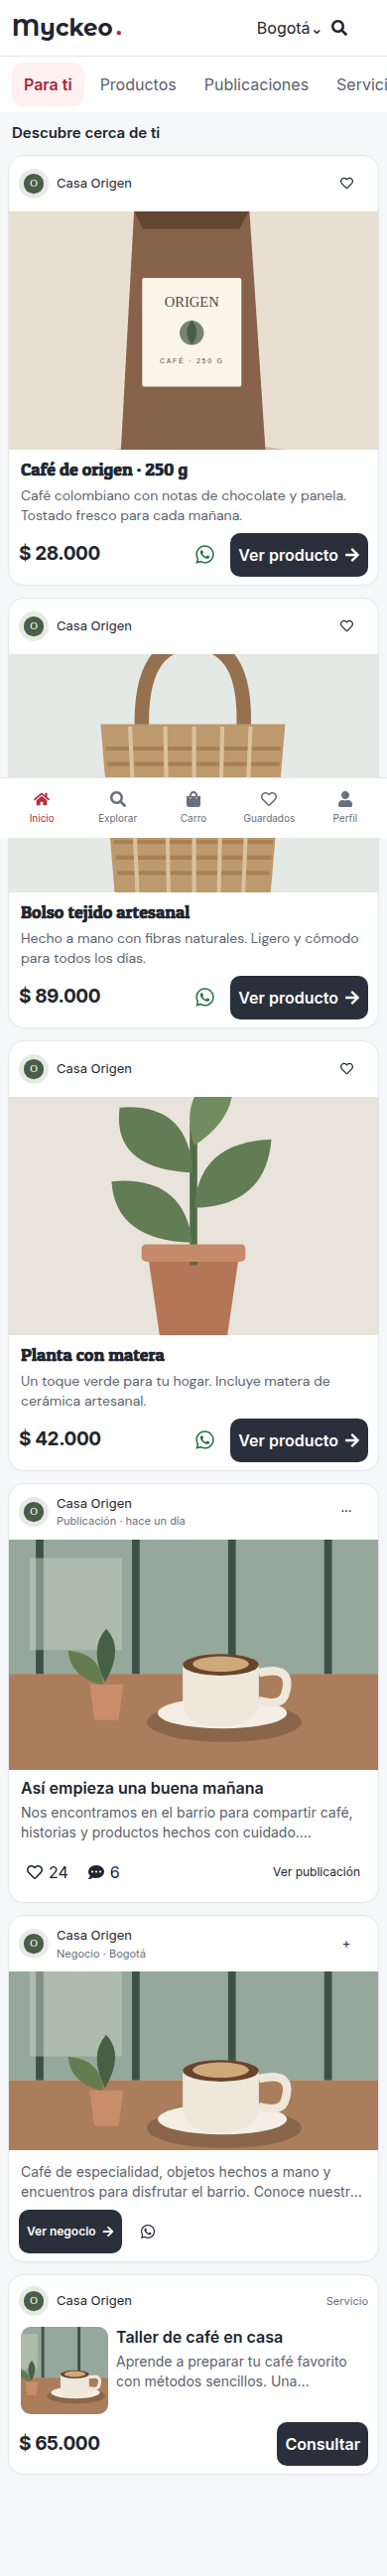 Myckeo.
Bogotá
Para ti
Productos
Publicaciones
Servici
Descubre cerca de ti
O
Casa Origen
ORIGEN
CAFÉ · 250 G
Café de origen · 250 g
Café colombiano con notas de chocolate y panela.
Tostado fresco para cada mañana.
$ 28.000
Ver producto →
O
Casa Origen
Inicio
Explorar
Carro
Guardados
Perfil
Bolso tejido artesanal
Hecho a mano con fibras naturales. Ligero y cómodo
para todos los días.
$ 89.000
Ver producto →
O
Casa Origen
Planta con matera
Un toque verde para tu hogar. Incluye matera de
cerámica artesanal.
$ 42.000
Ver producto →
O
Casa Origen
Publicación · hace un día
...
Así empieza una buena mañana
Nos encontramos en el barrio para compartir café,
historias y productos hechos con cuidado....
24
6
Ver publicación
O
Casa Origen
Negocio · Bogotá
+
Café de especialidad, objetos hechos a mano y
encuentros para disfrutar el barrio. Conoce nuestr...
Ver negocio →
O
Casa Origen
Servicio
Taller de café en casa
Aprende a preparar tu café favorito
con métodos sencillos. Una...
$ 65.000
Consultar